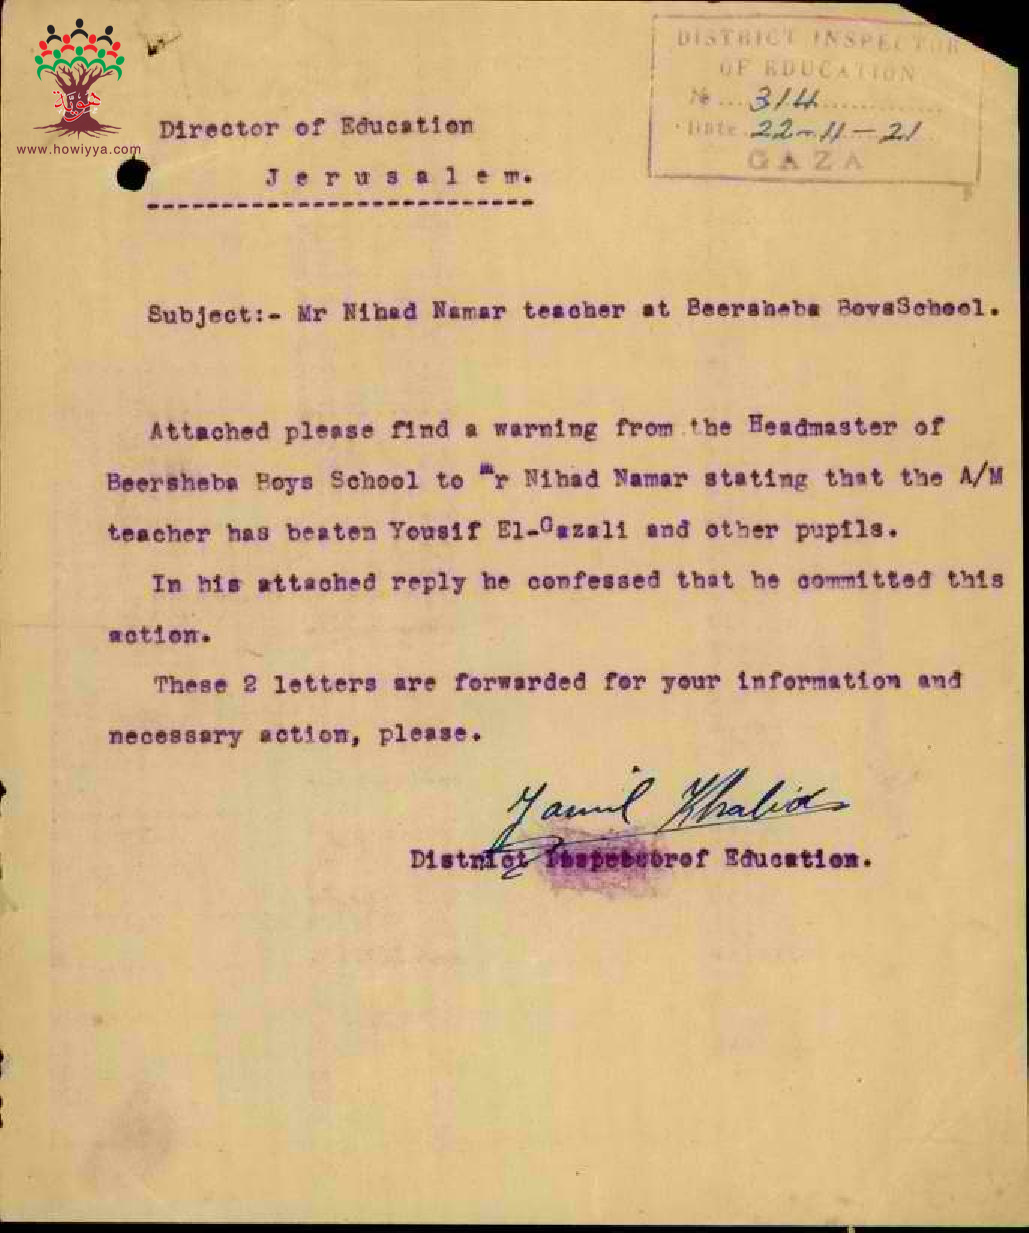 هوية
www.howiyya.com
DISTRICT INSPECTOR
OF EDUCATION
№ ... 314 ...
Date 22-11-21
GAZA
Director of Education
Jerusalem.
Subject:- Mr Nihad Namar teacher at Beersheba BoysSchool.
Attached please find a warning from the Headmaster of
Beersheba Boys School to mr Nihad Namar stating that the A/M
teacher has beaten Yousif El-Gazali and other pupils.
In his attached reply he confessed that he committed this
action.
These 2 letters are forwarded for your information and
necessary action, please.
Jamil Khalid
District Inspectorof Education.